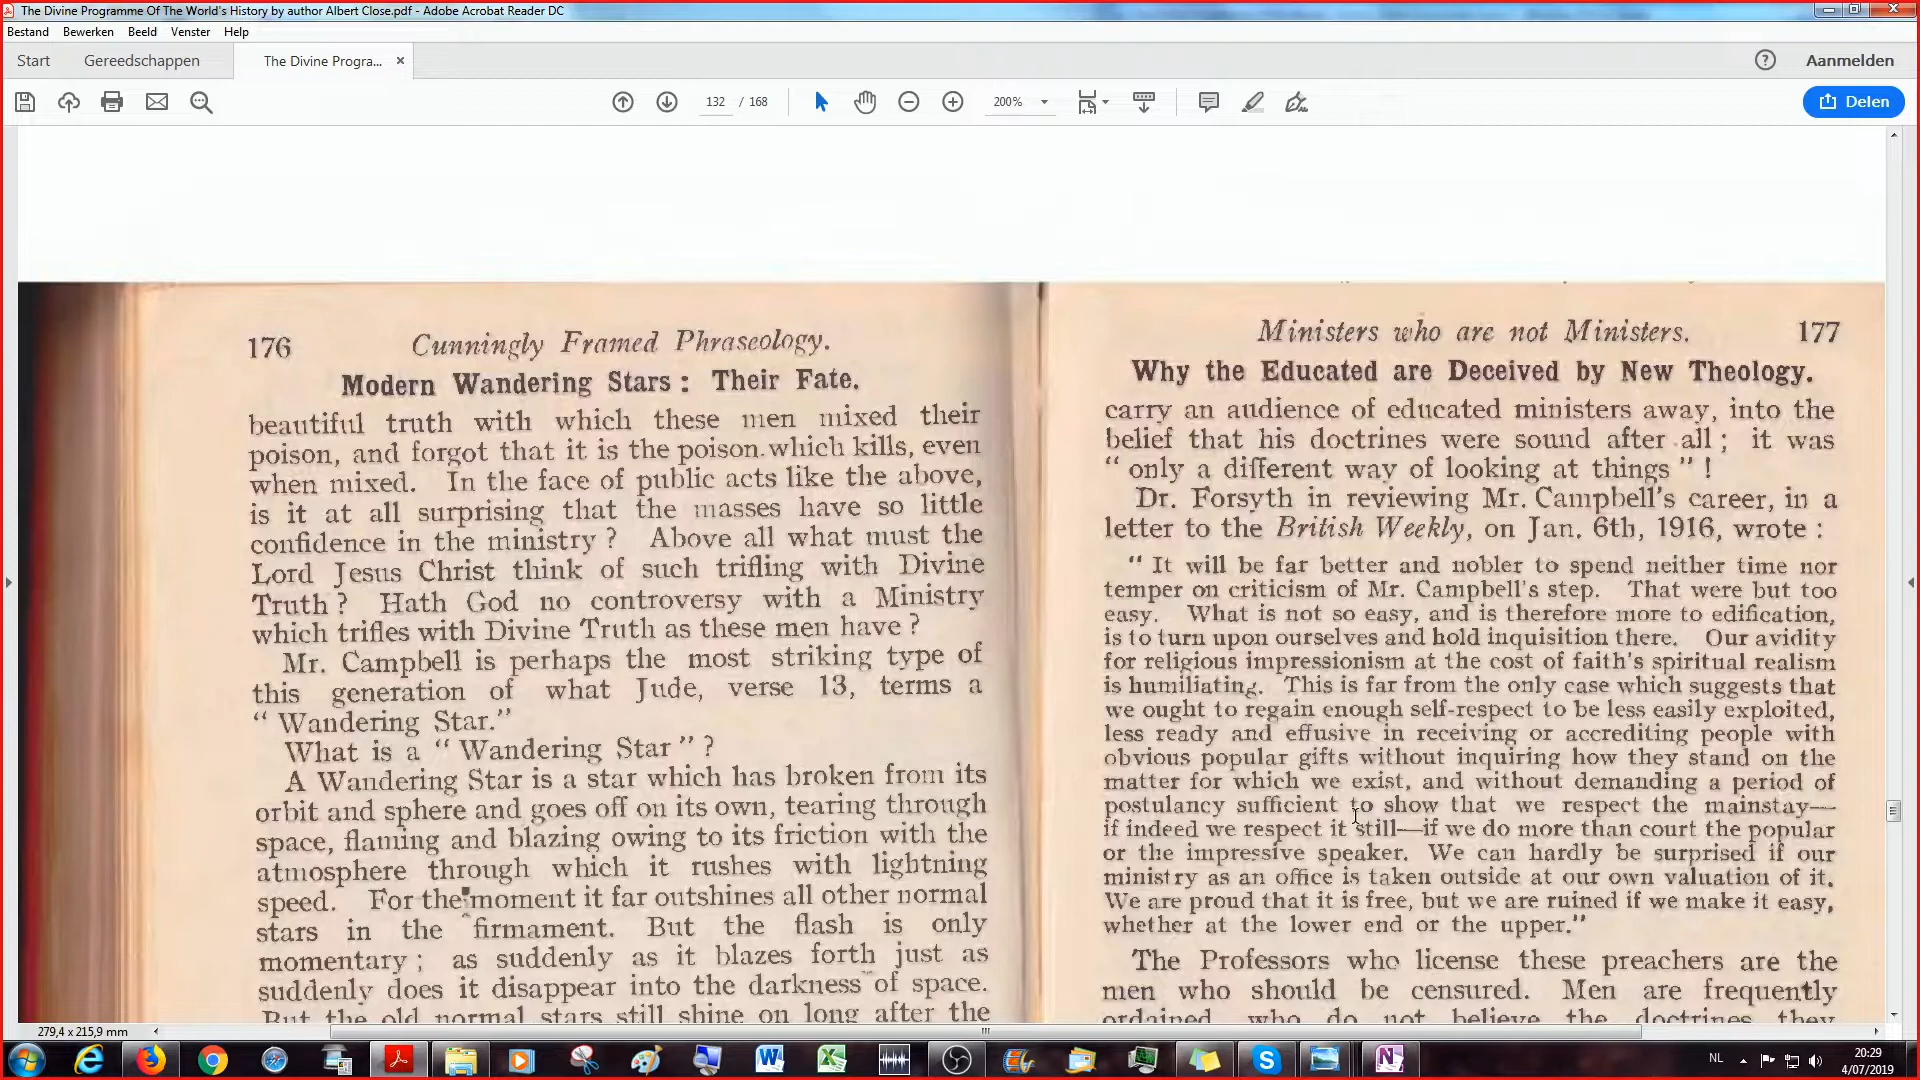 The Divine Programme Of The World's History by author Albert Close.pdf - Adobe Acrobat Reader DC
Bestand Bewerken Beeld Venster Help
Start Gereedschappen The Divine Progra... × Aanmelden
132 / 168 200% Delen
176 Cunningly Framed Phraseology.
Modern Wandering Stars : Their Fate.
beautiful truth with which these men mixed their
poison, and forgot that it is the poison which kills, even
when mixed. In the face of public acts like the above,
is it at all surprising that the masses have so little
confidence in the ministry ? Above all what must the
Lord Jesus Christ think of such trifling with Divine
Truth ? Hath God no controversy with a Ministry
which trifles with Divine Truth as these men have ?
Mr. Campbell is perhaps the most striking type of
this generation of what Jude, verse 13, terms a
“ Wandering Star.”
What is a “ Wandering Star ” ?
A Wandering Star is a star which has broken from its
orbit and sphere and goes off on its own, tearing through
space, flaming and blazing owing to its friction with the
atmosphere through which it rushes with lightning
speed. For the moment it far outshines all other normal
stars in the firmament. But the flash is only
momentary ; as suddenly as it blazes forth just as
suddenly does it disappear into the darkness of space.
But the old normal stars still shine on long after the
Ministers who are not Ministers. 177
Why the Educated are Deceived by New Theology.
carry an audience of educated ministers away, into the
belief that his doctrines were sound after all ; it was
“ only a different way of looking at things ” !
Dr. Forsyth in reviewing Mr. Campbell's career, in a
letter to the British Weekly, on Jan. 6th, 1916, wrote :
“ It will be far better and nobler to spend neither time nor
temper on criticism of Mr. Campbell's step. That were but too
easy. What is not so easy, and is therefore more to edification,
is to turn upon ourselves and hold inquisition there. Our avidity
for religious impressionism at the cost of faith's spiritual realism
is humiliating. This is far from the only case which suggests that
we ought to regain enough self-respect to be less easily exploited,
less ready and effusive in receiving or accrediting people with
obvious popular gifts without inquiring how they stand on the
matter for which we exist, and without demanding a period of
postulancy sufficient to show that we respect the mainstay—
if indeed we respect it still—if we do more than court the popular
or the impressive speaker. We can hardly be surprised if our
ministry as an office is taken outside at our own valuation of it.
We are proud that it is free, but we are ruined if we make it easy,
whether at the lower end or the upper.”
The Professors who license these preachers are the
men who should be censured. Men are frequently
ordained who do not believe the doctrines they
279,4 x 215,9 mm
NL 20:29
4/07/2019